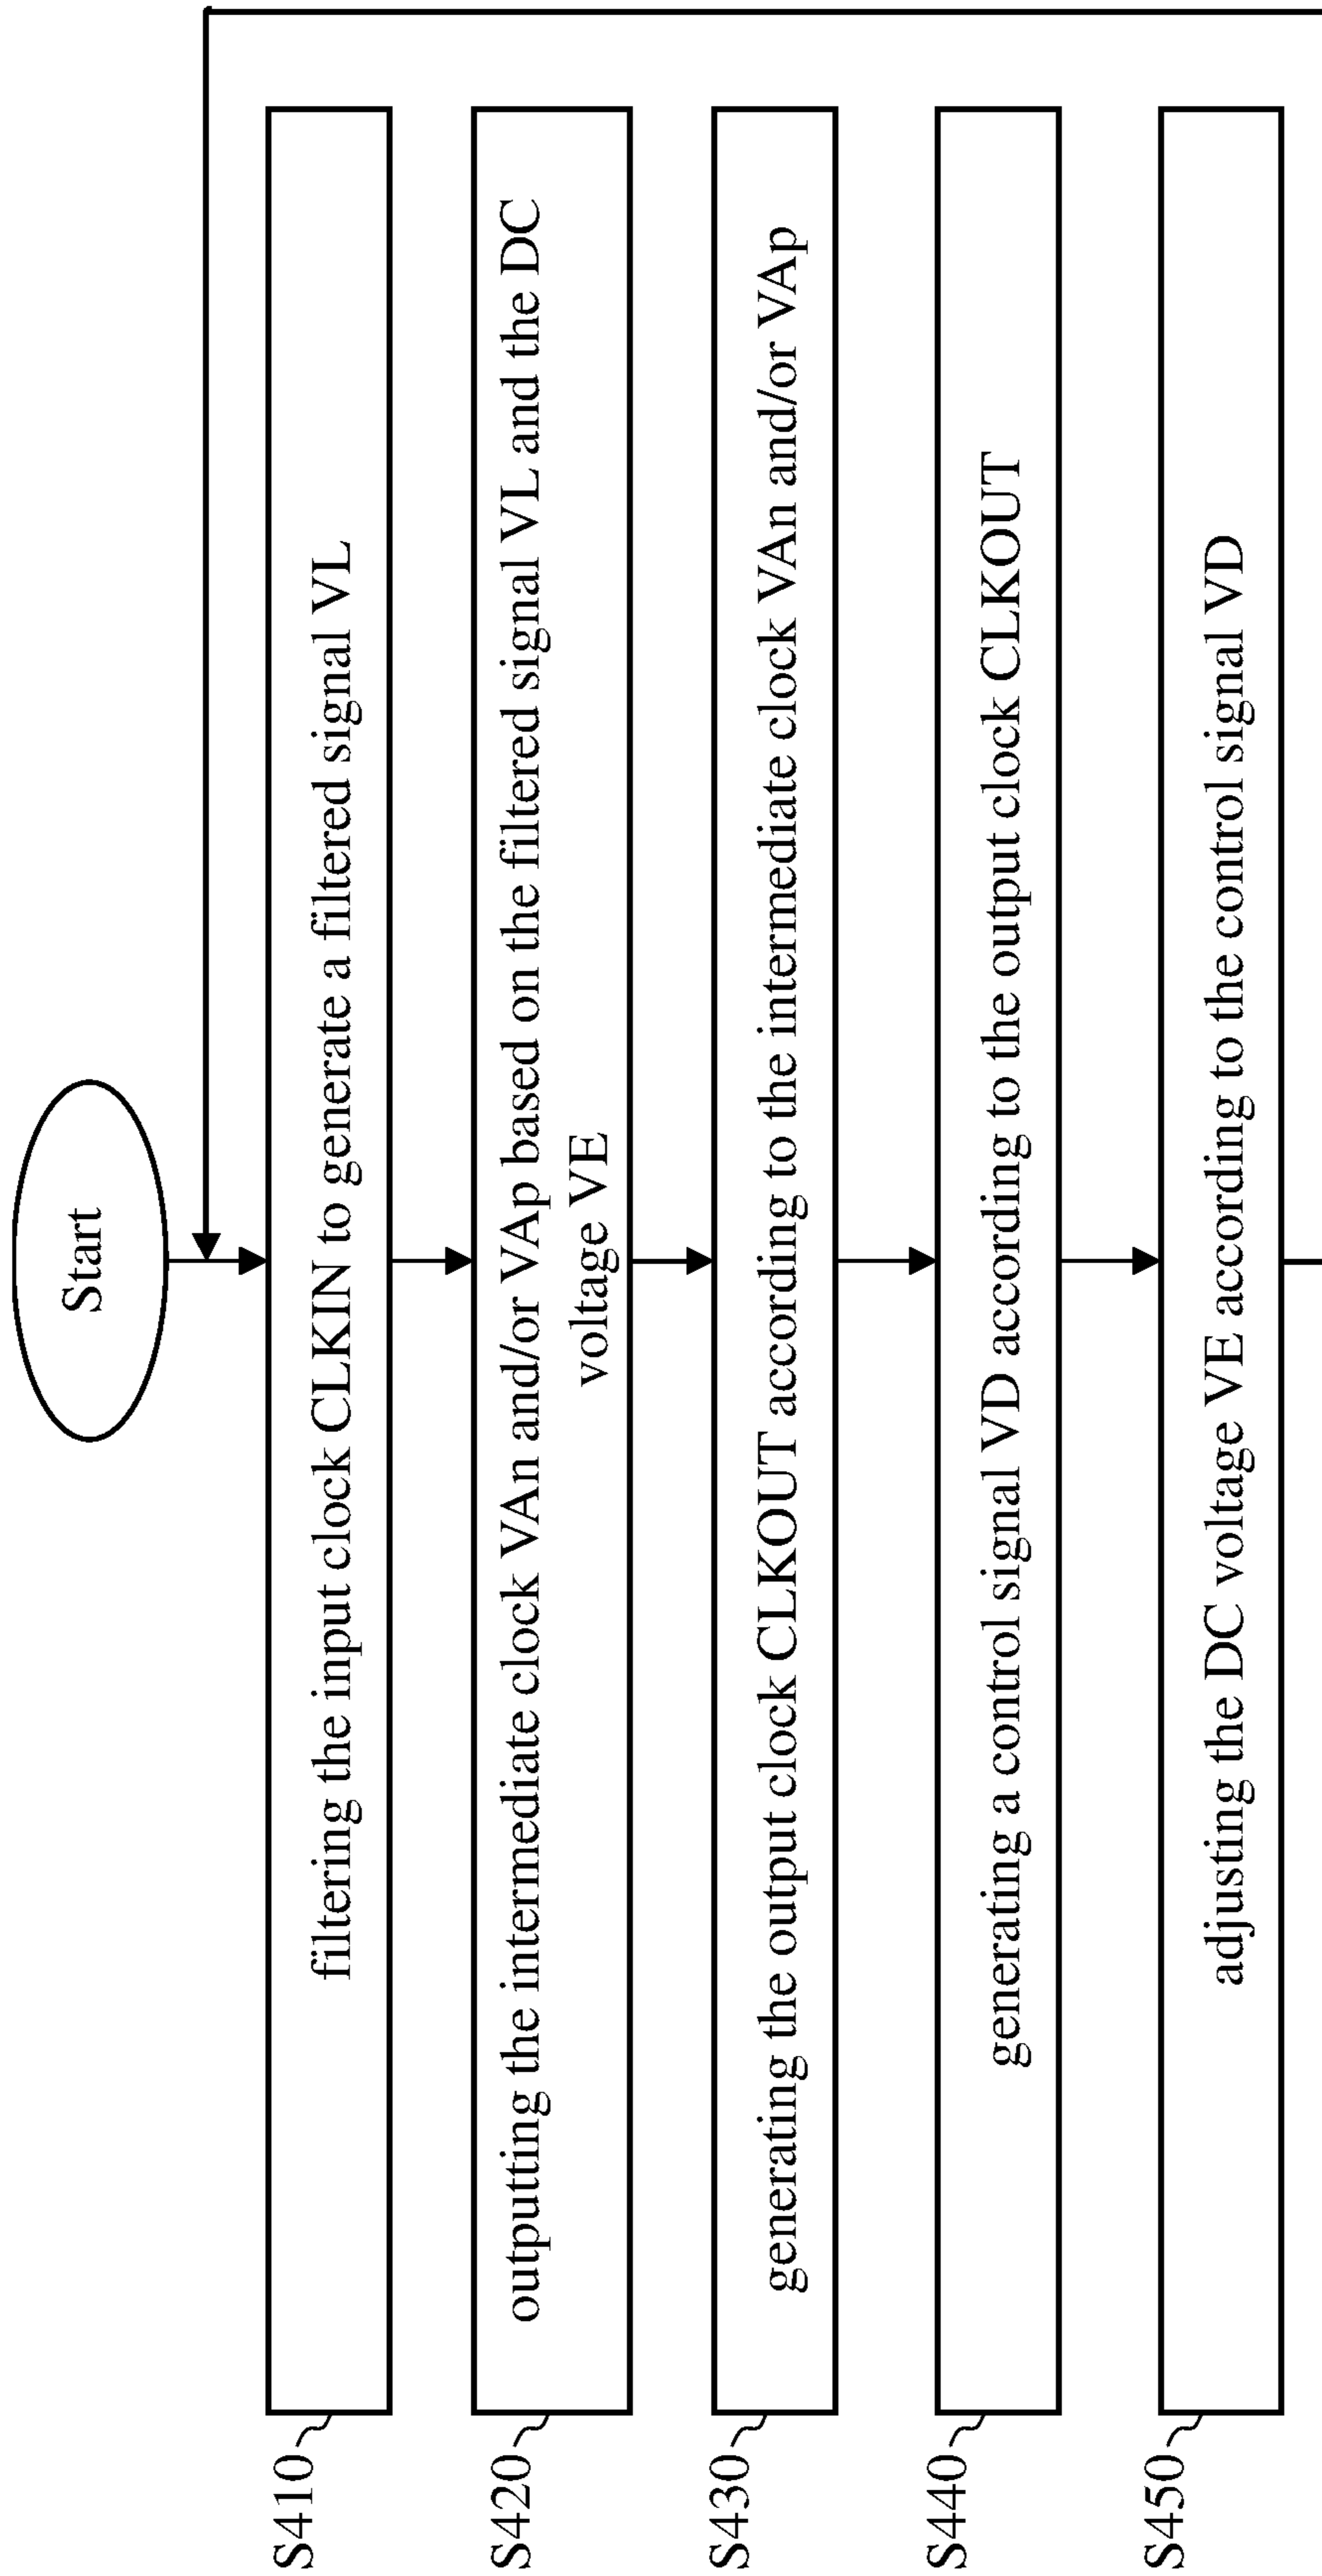 Start
S410
filtering the input clock CLKIN to generate a filtered signal VL
S420
outputting the intermediate clock VAn and/or VAp based on the filtered signal VL and the DC
voltage VE
S430
generating the output clock CLKOUT according to the intermediate clock VAn and/or VAp
S440
generating a control signal VD according to the output clock CLKOUT
S450
adjusting the DC voltage VE according to the control signal VD